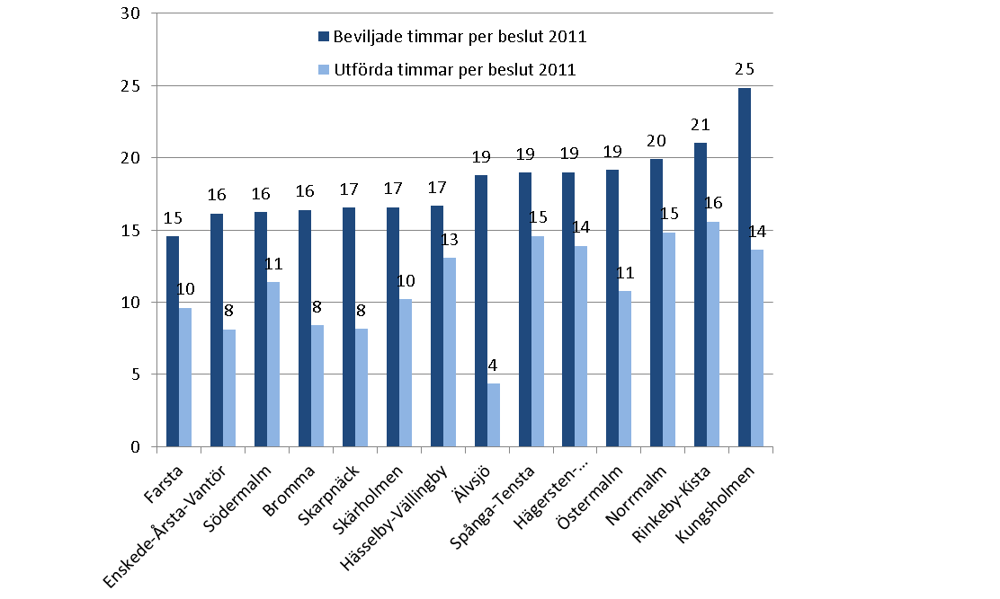 30
25
20
15
10
5
0
Beviljade timmar per beslut 2011
Utförda timmar per beslut 2011
15
10
16
8
16
11
16
8
17
8
17
10
17
13
19
4
19
15
19
14
19
11
20
15
21
16
25
14
Farsta
Enskede-Årsta-Vantör
Södermalm
Bromma
Skarpnäck
Skärholmen
Hässelby-Vällingby
Älvsjö
Spånga-Tensta
Hägersten-...
Östermalm
Norrmalm
Rinkeby-Kista
Kungsholmen